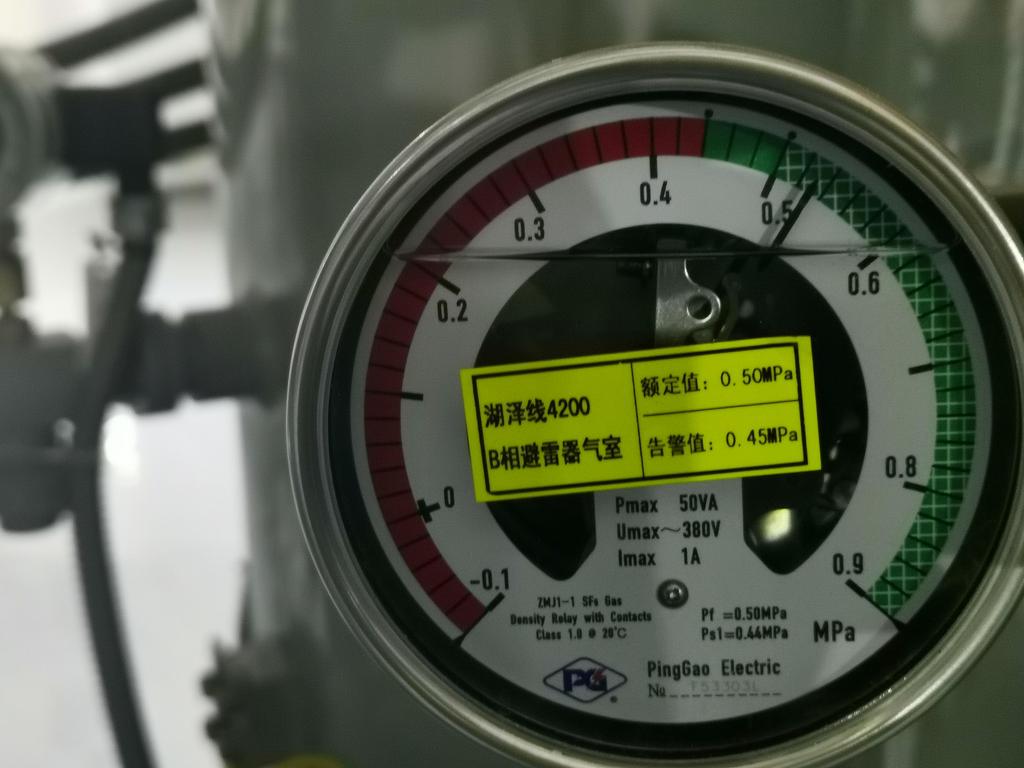 0.4
0.5
0.3
0.6
0.2
额定值：0.50MPa
湖泽线4200
告警值：0.45MPa
B相避雷器气室
0.8
0
Pmax 50VA
Umax～380V
Imax 1A
-0.1
0.9
ZMJ1-1 SF₆ Gas
Density Relay with Contacts
Class 1.0 @ 20℃
Pf =0.50MPa
Ps1=0.44MPa
MPa
PG
PingGao Electric
№ T53303L